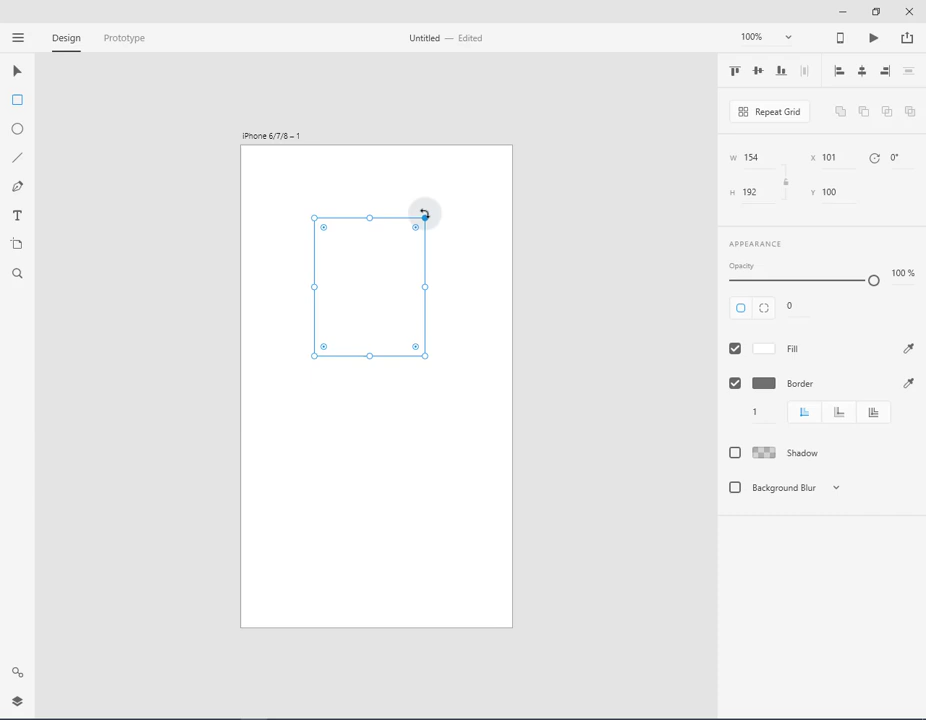 Design
Prototype
Untitled — Edited
100%
iPhone 6/7/8 – 1
Repeat Grid
W 154 X 101 0°
H 192 Y 100
APPEARANCE
Opacity
100 %
0
Fill
Border
1
Shadow
Background Blur
T